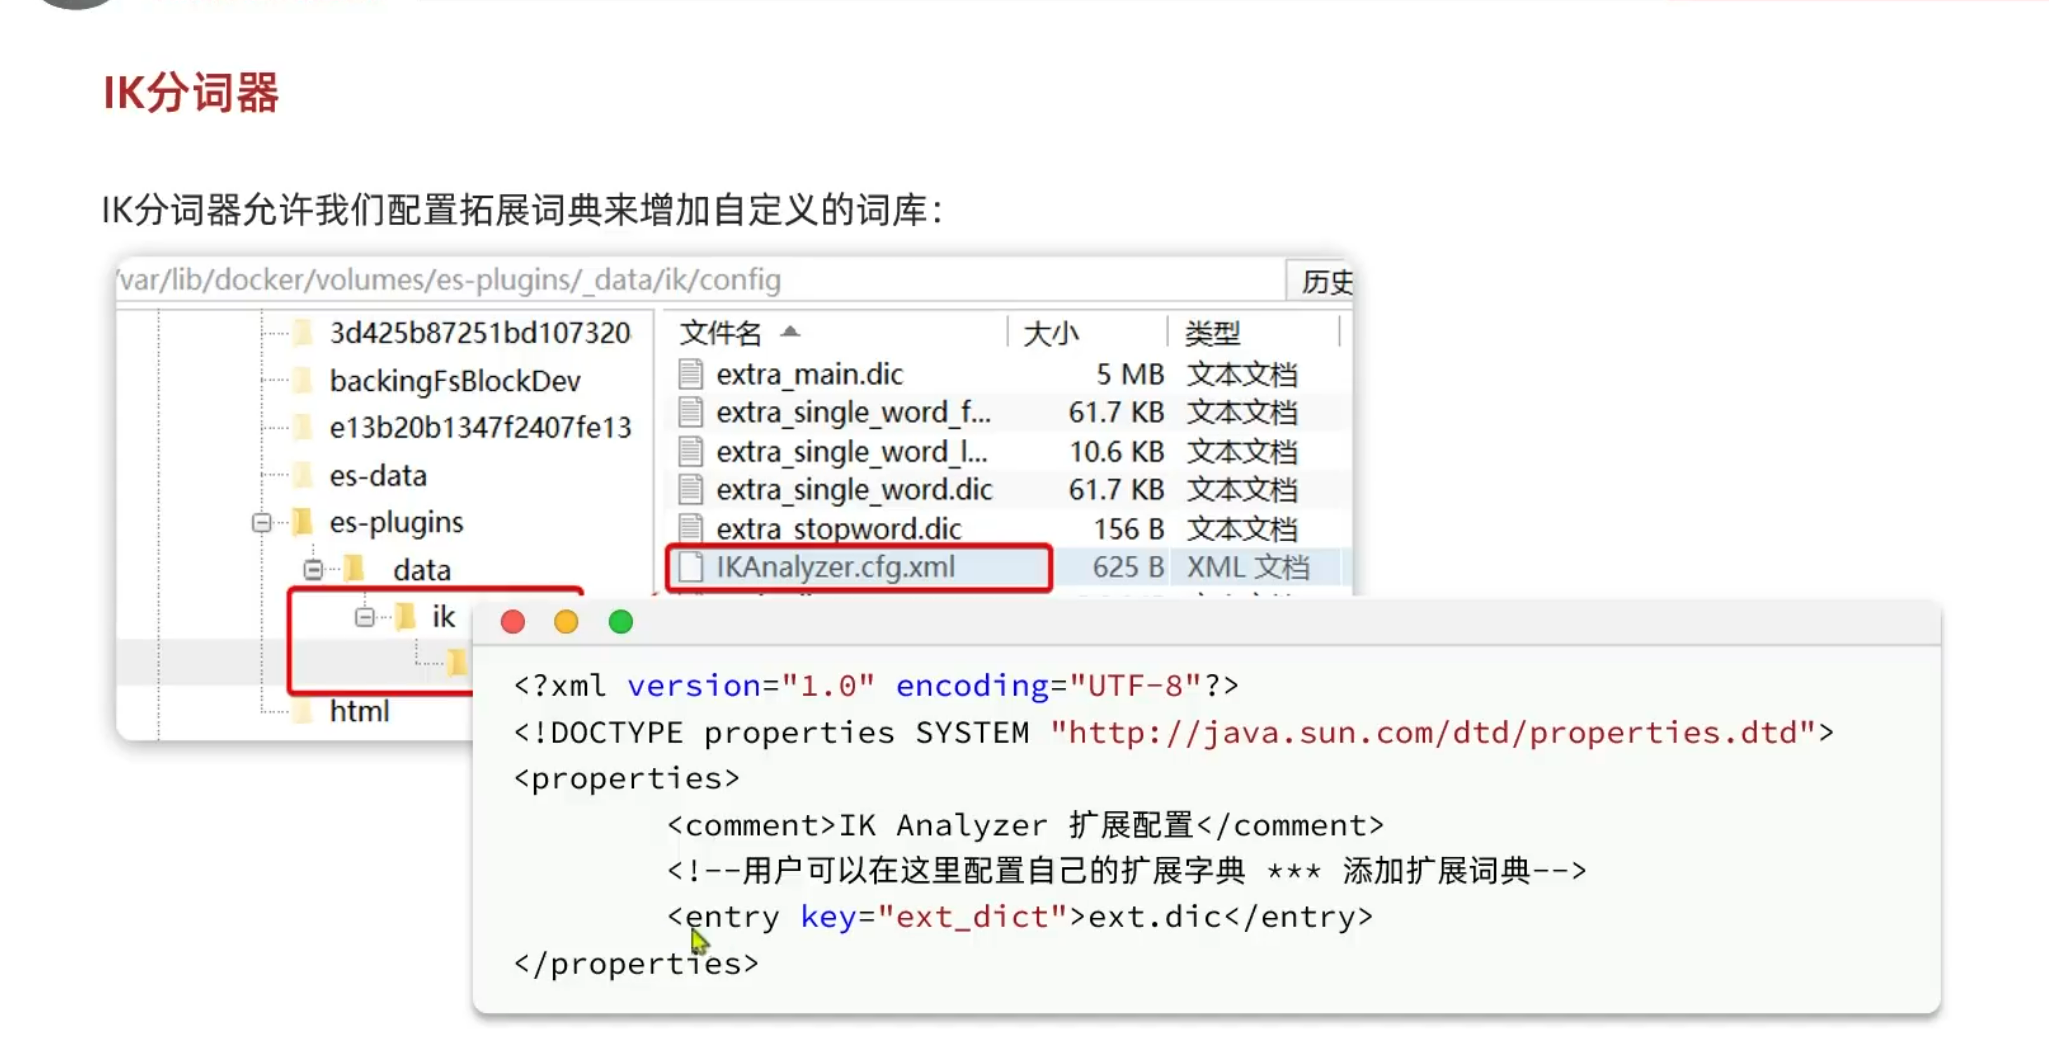 IK分词器
IK分词器允许我们配置拓展词典来增加自定义的词库：
/var/lib/docker/volumes/es-plugins/_data/ik/config
历史
3d425b87251bd107320
backingFsBlockDev
e13b20b1347f2407fe13
es-data
es-plugins
_data
ik
html
文件名 大小 类型
extra_main.dic 5 MB 文本文档
extra_single_word_f... 61.7 KB 文本文档
extra_single_word_l... 10.6 KB 文本文档
extra_single_word.dic 61.7 KB 文本文档
extra_stopword.dic 156 B 文本文档
IKAnalyzer.cfg.xml 625 B XML 文档
<?xml version="1.0" encoding="UTF-8"?>
<!DOCTYPE properties SYSTEM "http://java.sun.com/dtd/properties.dtd">
<properties>
<comment>IK Analyzer 扩展配置</comment>
<!--用户可以在这里配置自己的扩展字典 *** 添加扩展词典-->
<entry key="ext_dict">ext.dic</entry>
</properties>